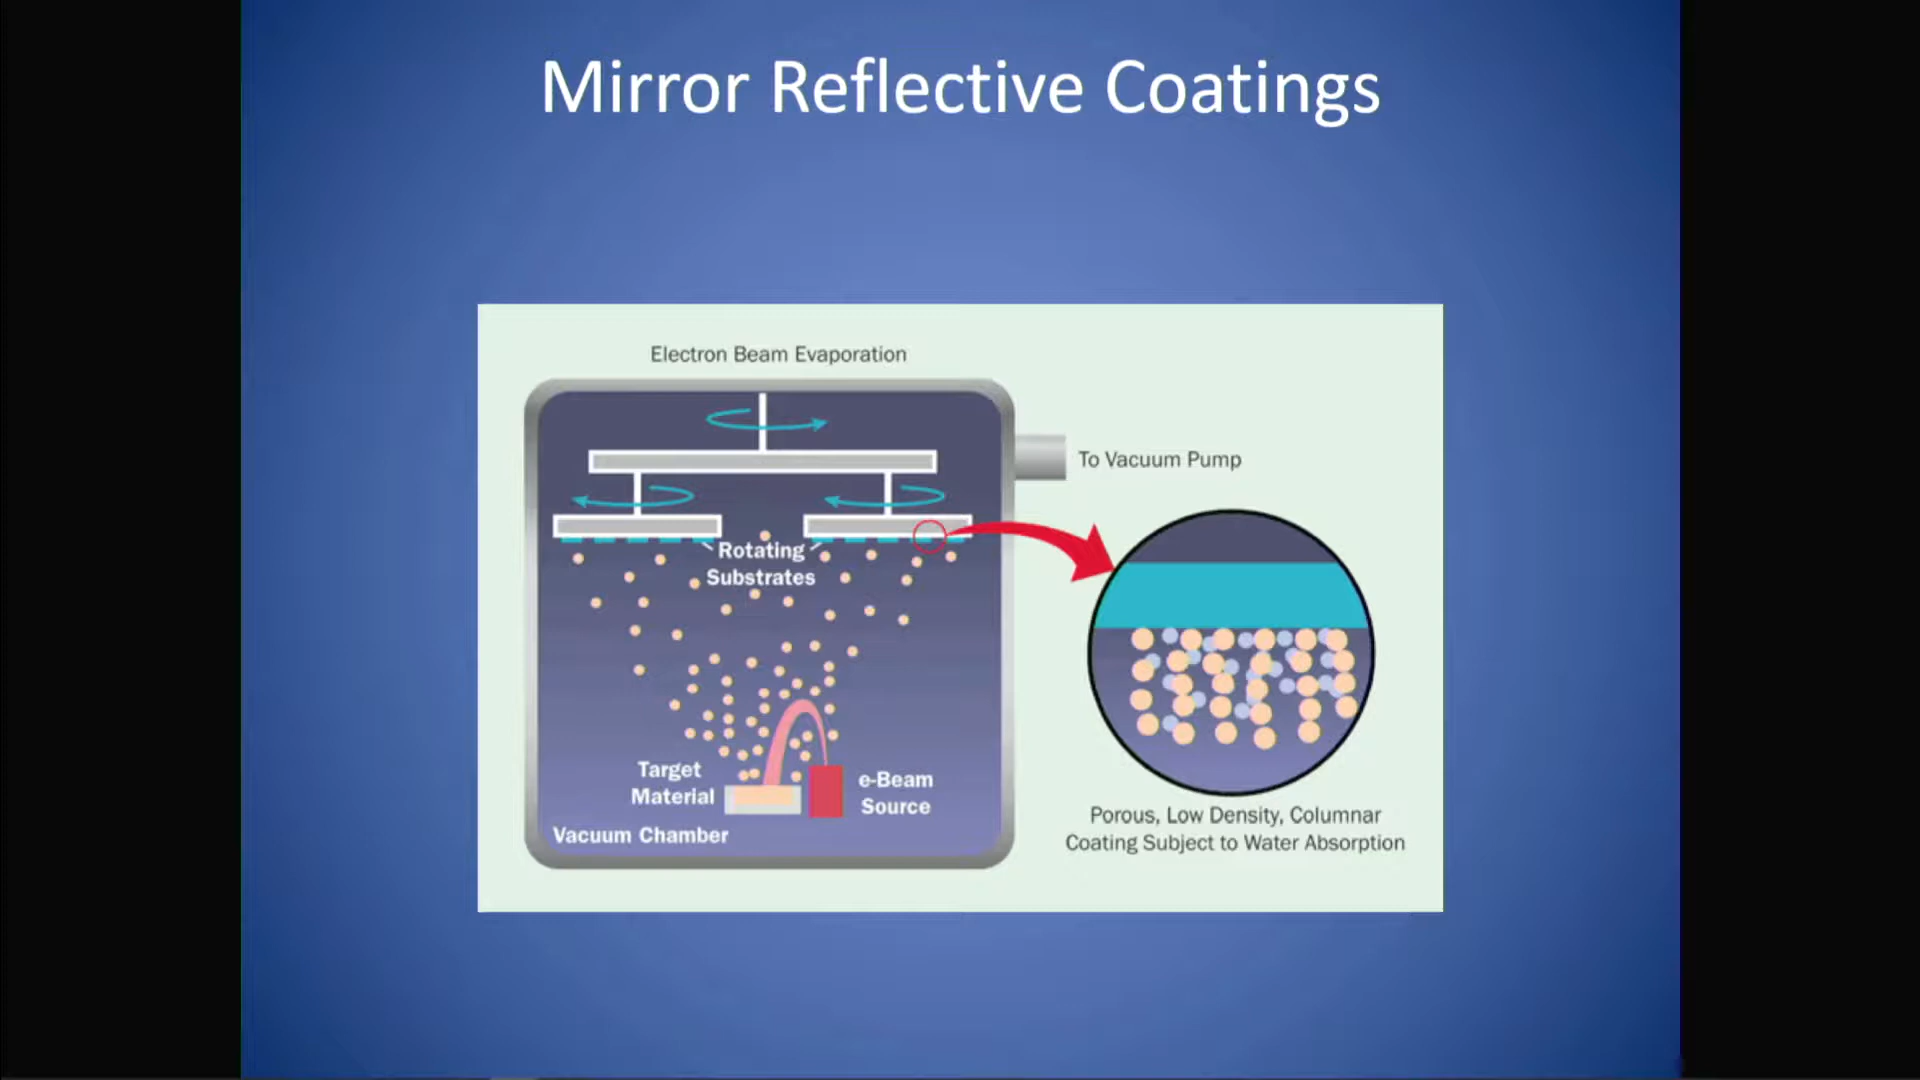 Mirror Reflective Coatings
Electron Beam Evaporation
To Vacuum Pump
Rotating
Substrates
Target
Material
e-Beam
Source
Vacuum Chamber
Porous, Low Density, Columnar
Coating Subject to Water Absorption